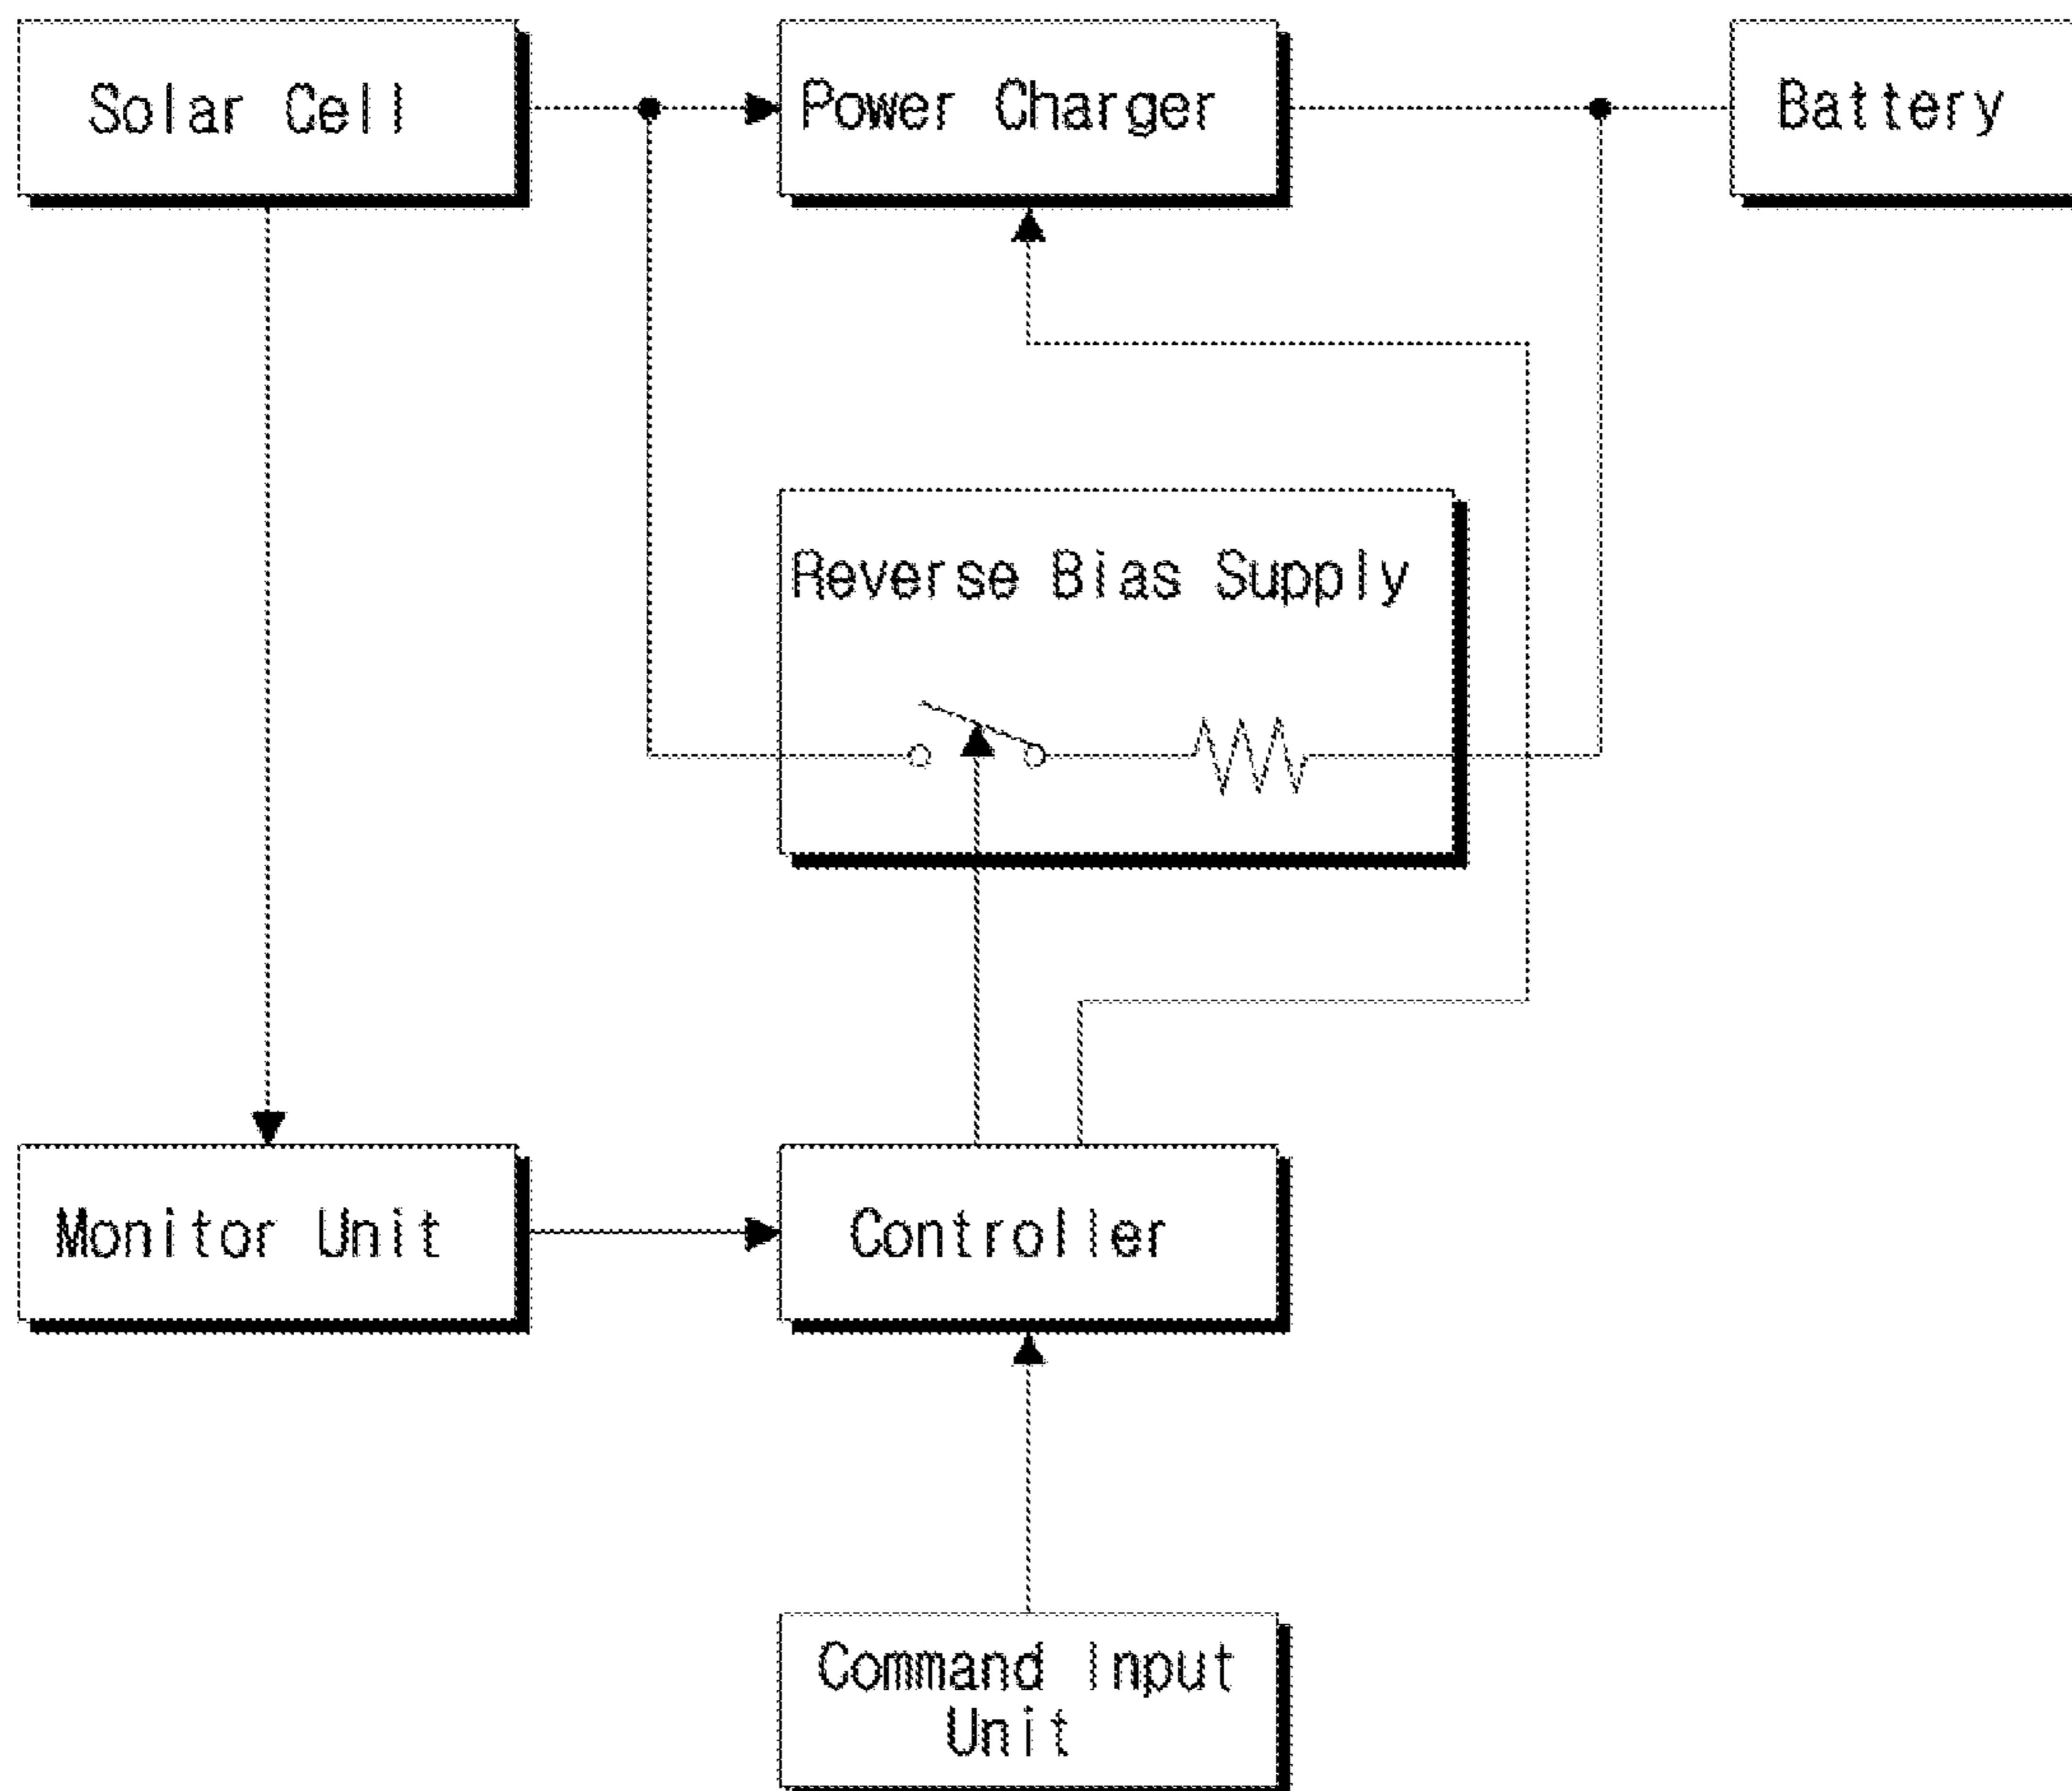 Solar Cell
Power Charger
Battery
Reverse Bias Supply
Monitor Unit
Controller
Command Input
Unit